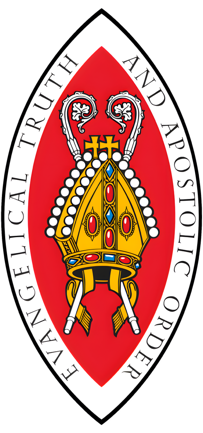 EVANGELICAL TRUTH
AND APOSTOLIC ORDER